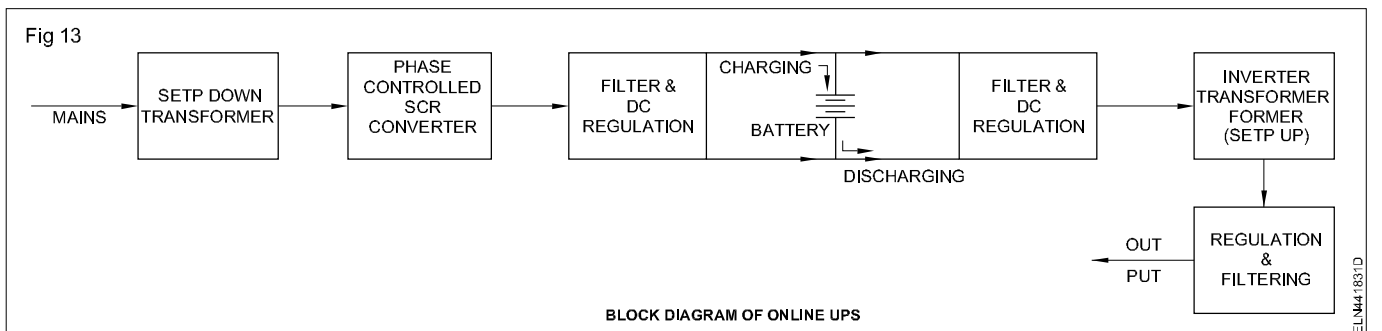 Fig 13
MAINS
SETP DOWN
TRANSFORMER
PHASE
CONTROLLED
SCR
CONVERTER
FILTER &
DC
REGULATION
CHARGING
BATTERY
DISCHARGING
FILTER &
DC
REGULATION
INVERTER
TRANSFORMER
FORMER
(SETP UP)
REGULATION
&
FILTERING
OUT
PUT
BLOCK DIAGRAM OF ONLINE UPS
ELN441831D